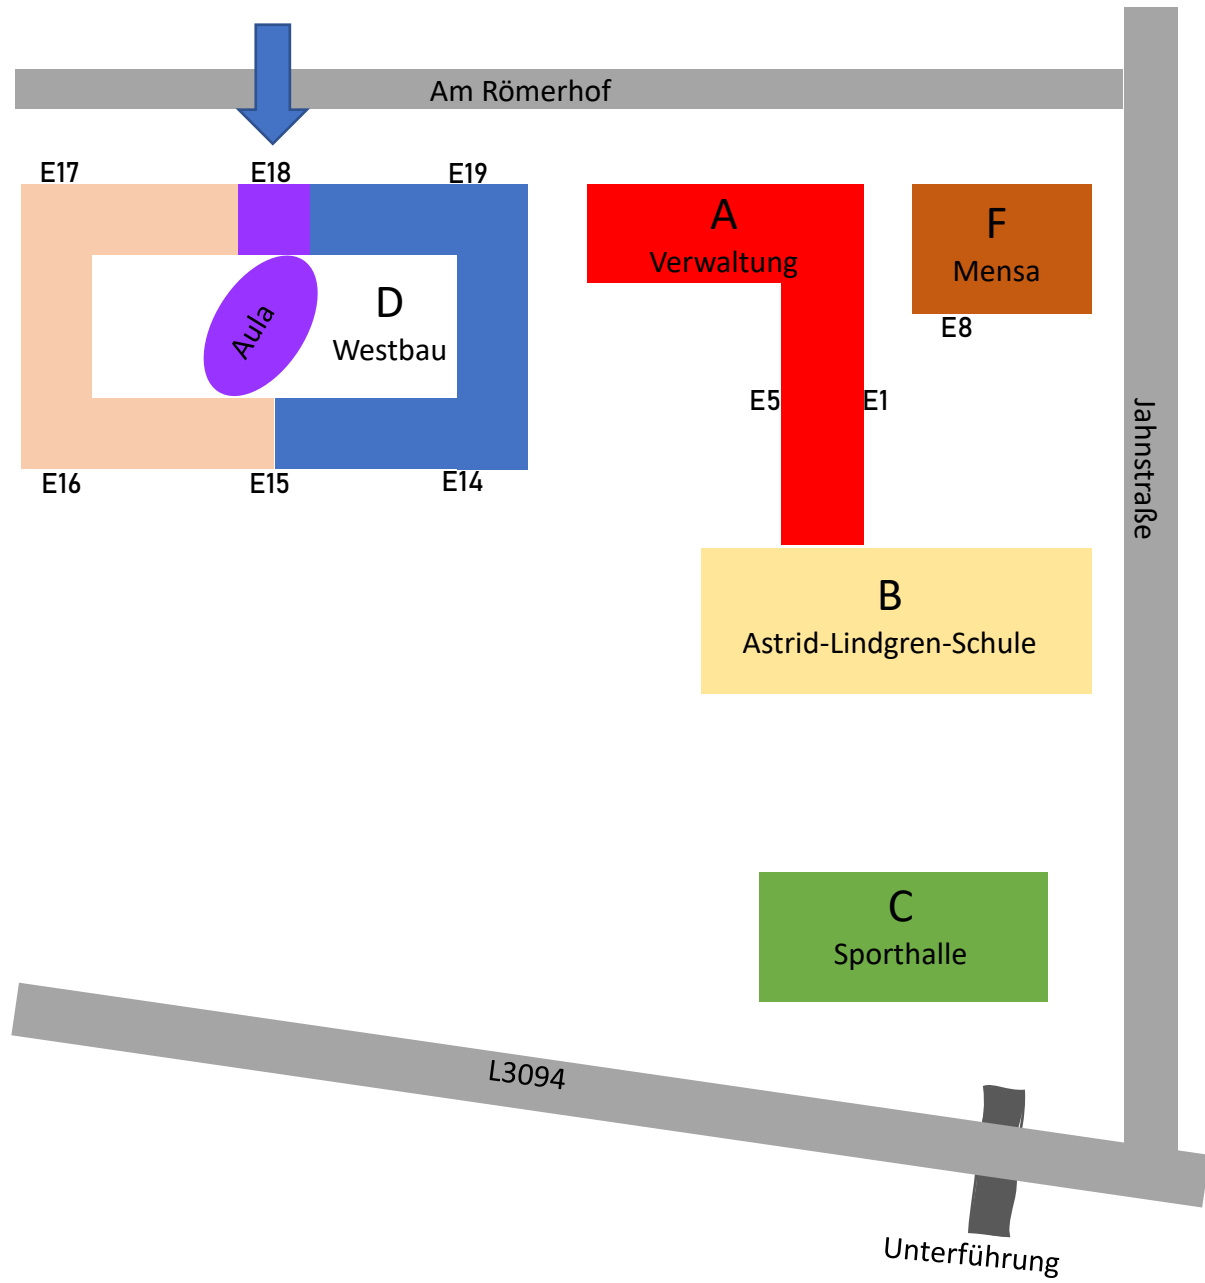 Am Römerhof
E17
E18
E19
A
Verwaltung
F
Mensa
E8
Aula
D
Westbau
E5
E1
Jahnstraße
E16
E15
E14
B
Astrid-Lindgren-Schule
C
Sporthalle
L3094
Unterführung